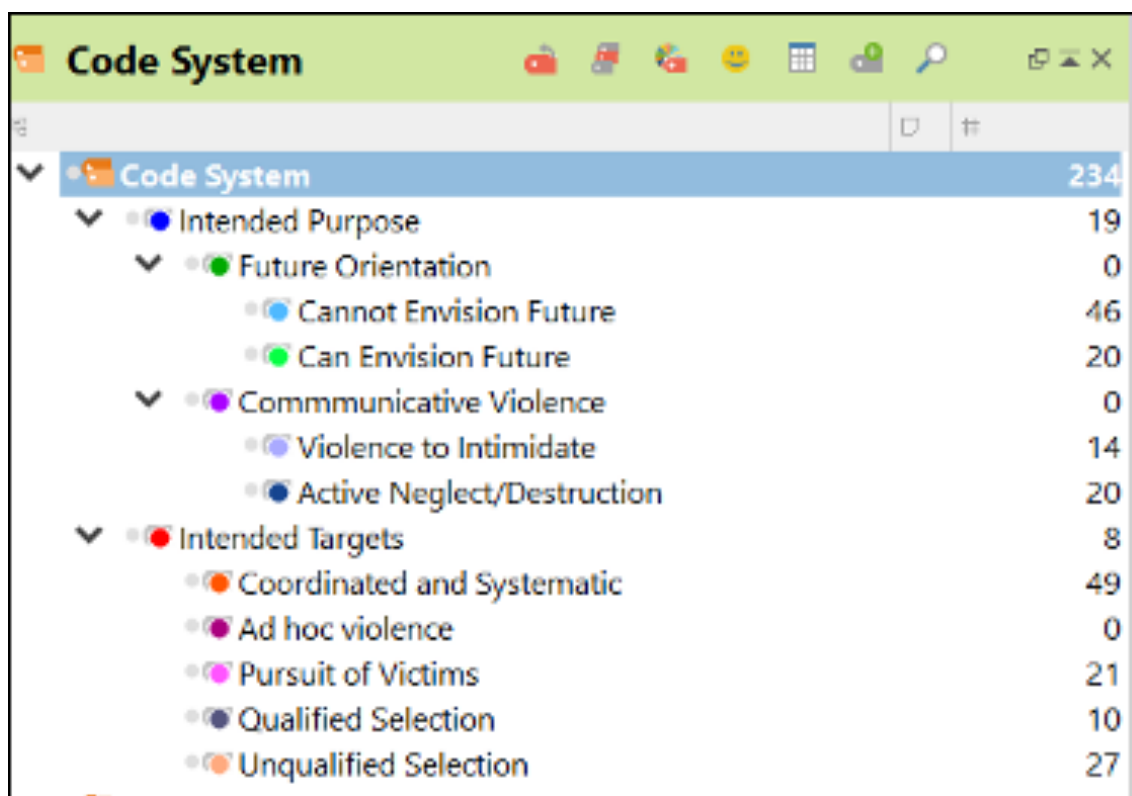 Code System
Code System 234
Intended Purpose 19
Future Orientation 0
Cannot Envision Future 46
Can Envision Future 20
Commmunicative Violence 0
Violence to Intimidate 14
Active Neglect/Destruction 20
Intended Targets 8
Coordinated and Systematic 49
Ad hoc violence 0
Pursuit of Victims 21
Qualified Selection 10
Unqualified Selection 27